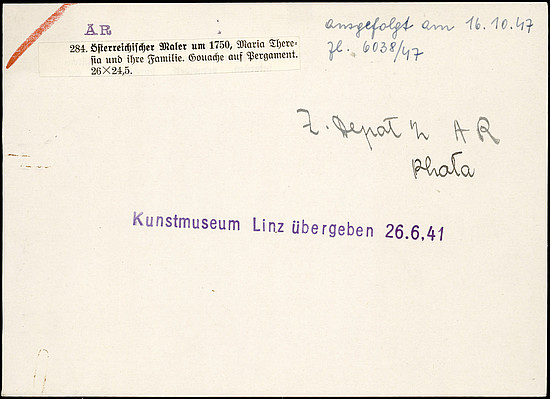 AR
284. Österreichischer Maler um 1750, Maria There-
sia und ihre Familie. Gouache auf Pergament.
26×24,5.
ausgefolgt am 16.10.47
Zl. 6038/47
Z. Depot AR
Photo
Kunstmuseum Linz übergeben 26.6.41